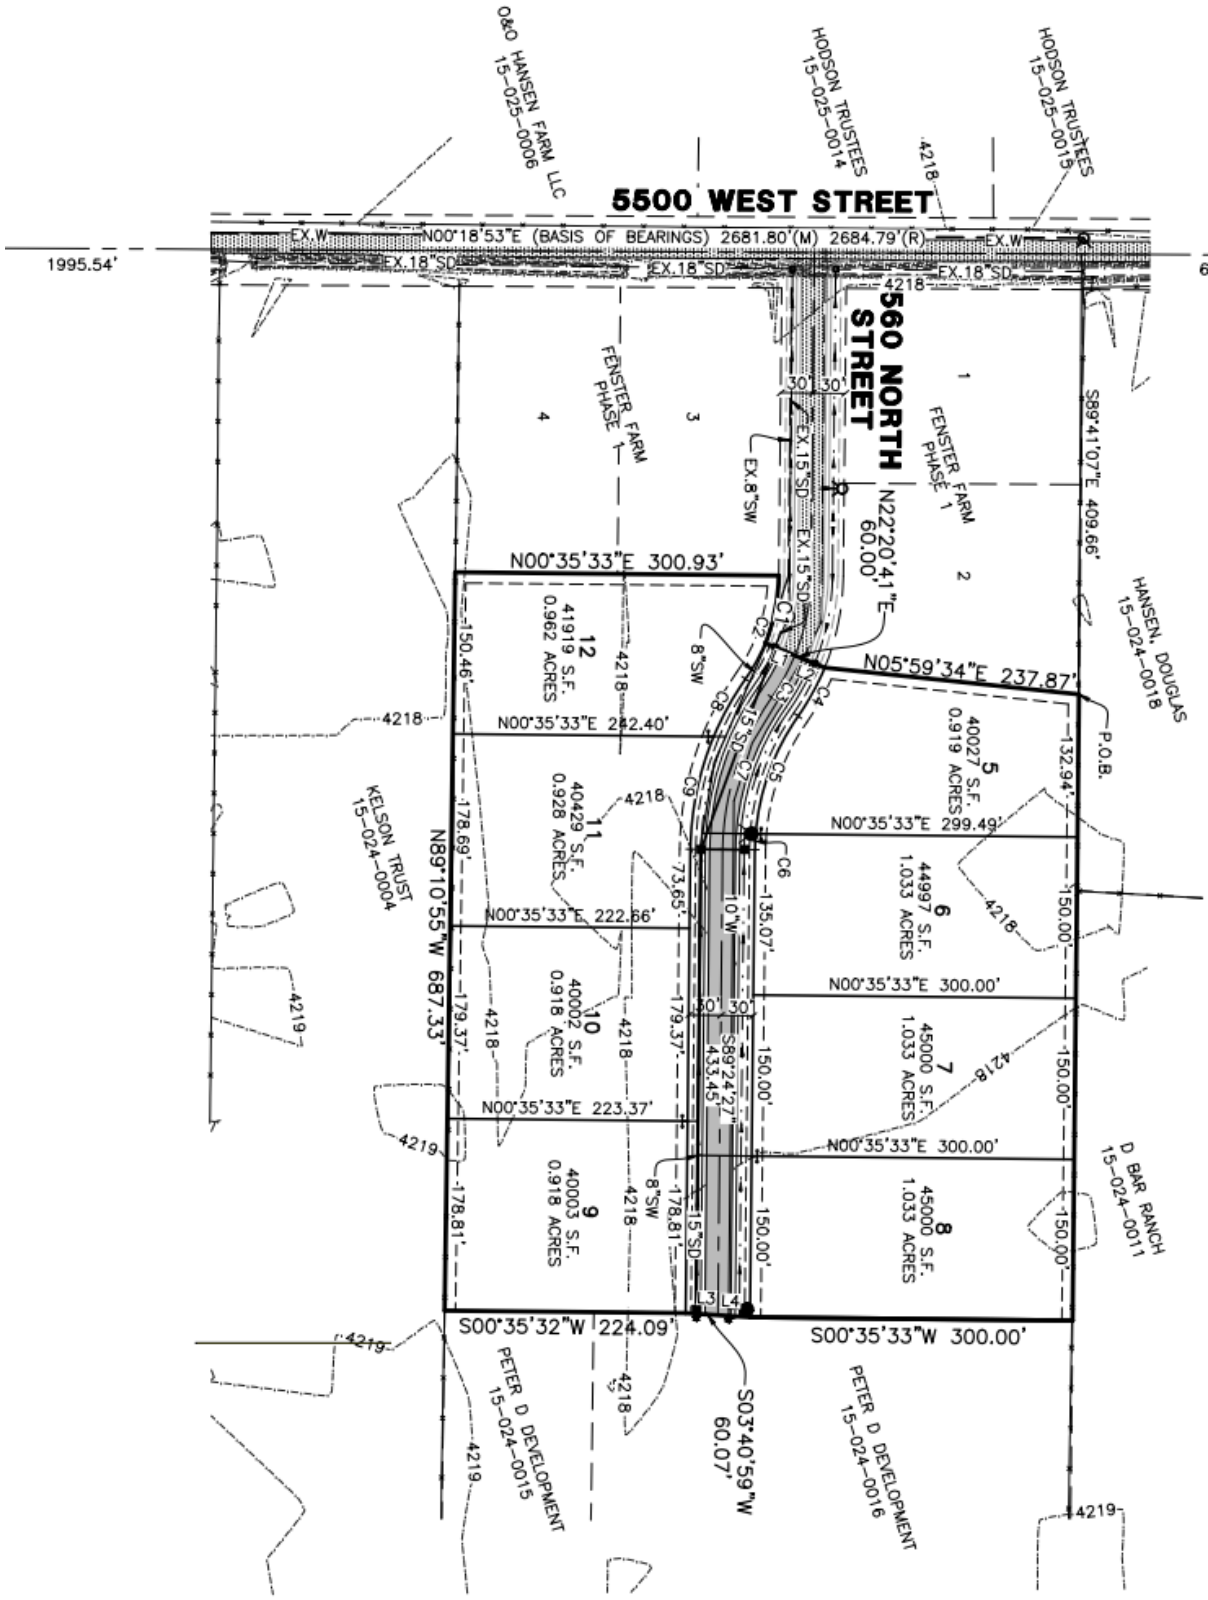 O&O HANSEN FARM LLC
15-025-0006
HODSON TRUSTEES
15-025-0014
HODSON TRUSTEES
15-025-0015
4218
5500 WEST STREET
EX.W
N00°18'53"E (BASIS OF BEARINGS) 2681.80'(M) 2684.79'(R)
EX.W
1995.54'
6
EX.18"SD
EX.18"SD
EX.18"SD
4218
560 NORTH
STREET
30'
30'
FENSTER FARM
PHASE 1
4
3
1
FENSTER FARM
PHASE 1
2
S89°41'07"E 409.66'
EX.15"SD
EX.8"SW
EX.15"SD
N22°20'41"E
60.00'
HANSEN, DOUGLAS
15-024-0018
N00°35'33"E 300.93'
C1
C2
L1
L2
C3
C4
N05°59'34"E 237.87'
P.O.B.
12
41919 S.F.
0.962 ACRES
150.46'
4218
8"SW
C8
15"SD
C7
C5
5
40027 S.F.
0.919 ACRES
132.94'
4218
N00°35'33"E 242.40'
C9
4218
KELSON TRUST
15-024-0004
N89°10'55"W 687.33'
178.69'
11
40429 S.F.
0.928 ACRES
73.65'
N00°35'33"E 299.49'
C6
10"W
135.07'
6
44997 S.F.
1.033 ACRES
4218
150.00'
N00°35'33"E 222.66'
N00°35'33"E 300.00'
4219
179.37'
4218
10
40002 S.F.
0.918 ACRES
4218
179.37'
30'
30'
S89°24'27"
433.45'
150.00'
7
45000 S.F.
1.033 ACRES
4218
150.00'
N00°35'33"E 223.37'
N00°35'33"E 300.00'
4219
178.81'
9
40003 S.F.
0.918 ACRES
4218
8"SW
178.81'
15"SD
150.00'
8
45000 S.F.
1.033 ACRES
150.00'
D BAR RANCH
15-024-0011
L3
L4
S00°35'32"W 224.09'
S00°35'33"W 300.00'
4219
S03°40'59"W
60.07'
4218
PETER D DEVELOPMENT
15-024-0015
PETER D DEVELOPMENT
15-024-0016
4219
4219